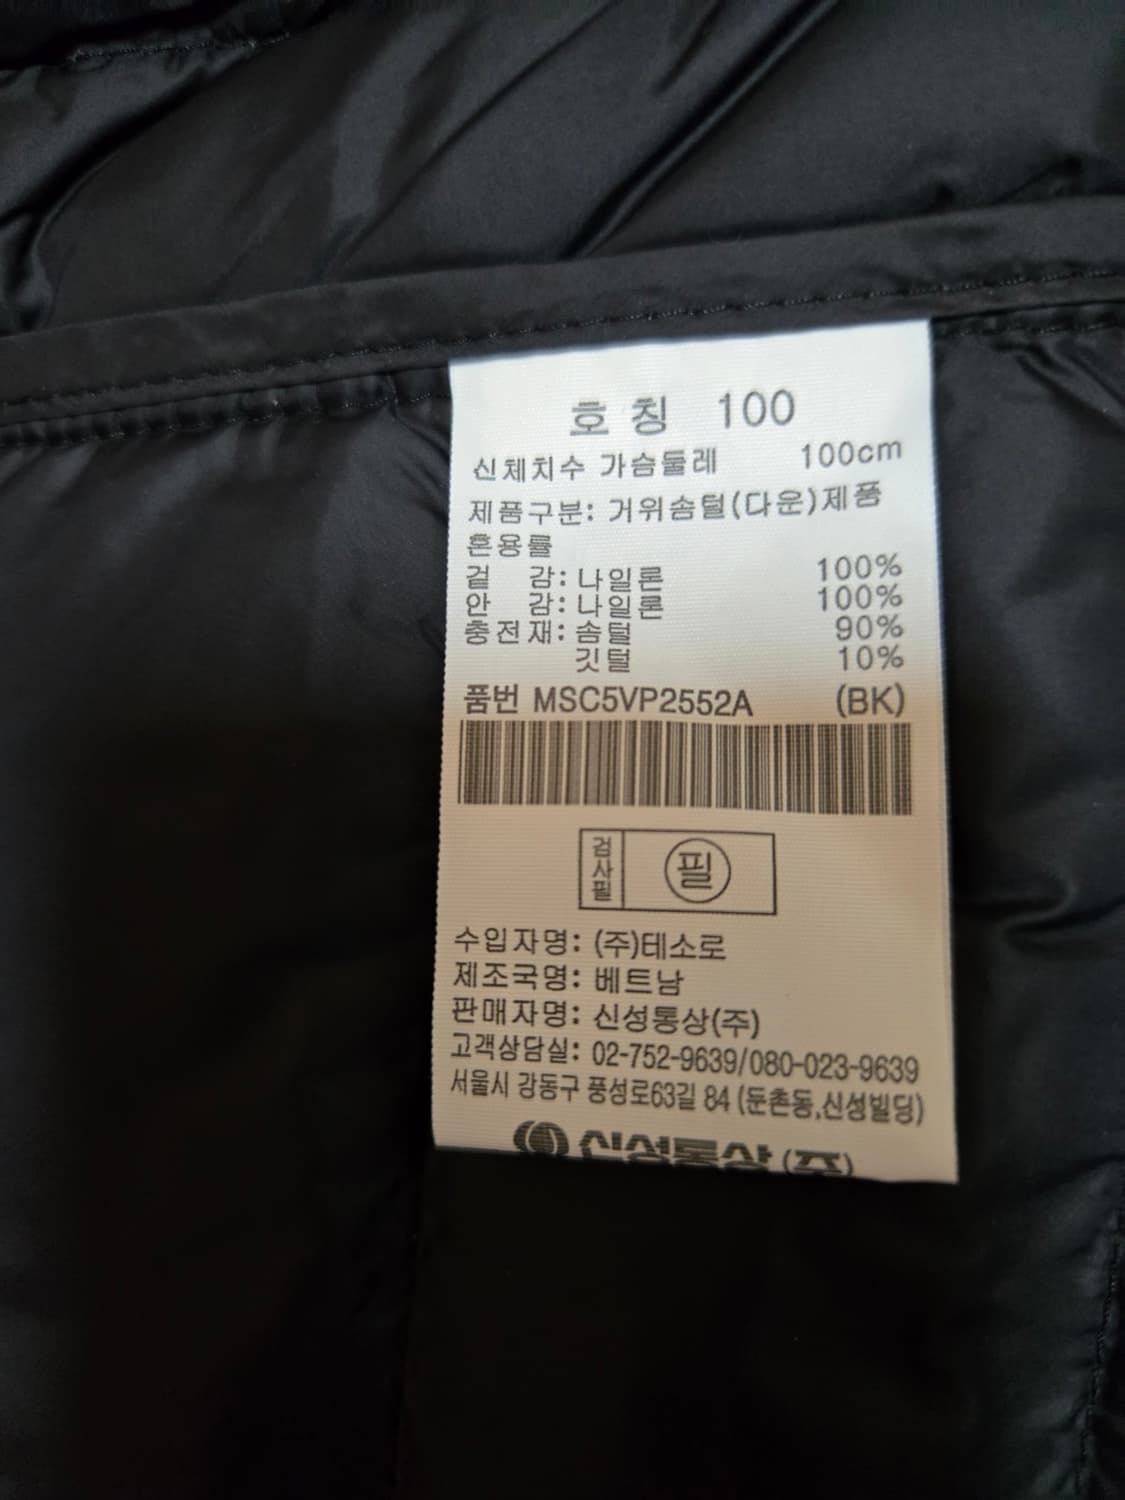 호 칭 100
신체치수 가슴둘레 100cm
제품구분: 거위솜털(다운)제품
혼용률
겉 감: 나일론 100%
안 감: 나일론 100%
충전재: 솜털 90%
깃털 10%
품번 MSC5VP2552A (BK)
검사필 필
수입자명: (주)테소로
제조국명: 베트남
판매자명: 신성통상(주)
고객상담실: 02-752-9639/080-023-9639
서울시 강동구 풍성로63길 84 (둔촌동,신성빌딩)
신성통상(주)